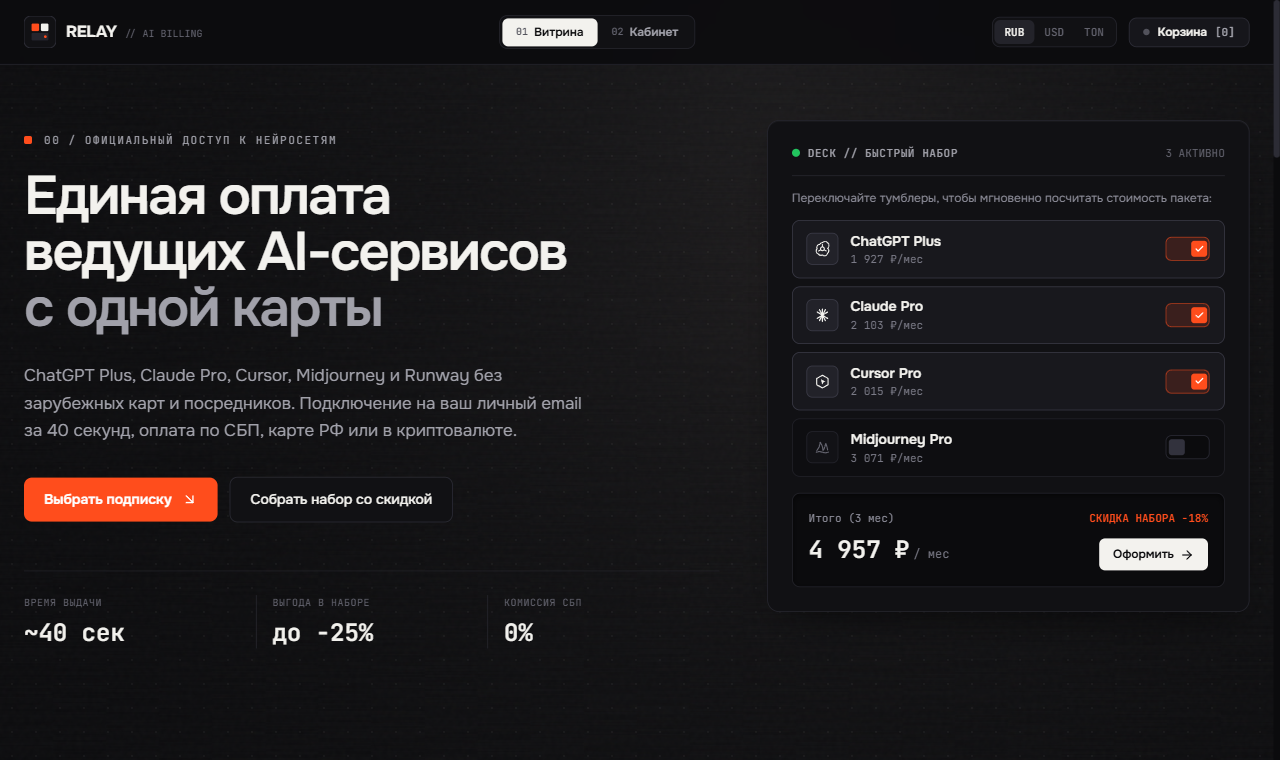 RELAY // AI BILLING
01 Витрина
02 Кабинет
RUB USD TON
Корзина [0]
00 / ОФИЦИАЛЬНЫЙ ДОСТУП К НЕЙРОСЕТЯМ
Единая оплата
ведущих AI-сервисов
с одной карты
ChatGPT Plus, Claude Pro, Cursor, Midjourney и Runway без
зарубежных карт и посредников. Подключение на ваш личный email
за 40 секунд, оплата по СБП, карте РФ или в криптовалюте.
Выбрать подписку
Собрать набор со скидкой
ВРЕМЯ ВЫДАЧИ
~40 сек
ВЫГОДА В НАБОРЕ
до -25%
КОМИССИЯ СБП
0%
DECK // БЫСТРЫЙ НАБОР
3 АКТИВНО
Переключайте тумблеры, чтобы мгновенно посчитать стоимость пакета:
ChatGPT Plus
1 927 ₽/мес
Claude Pro
2 103 ₽/мес
Cursor Pro
2 015 ₽/мес
Midjourney Pro
3 071 ₽/мес
Итого (3 мес)
СКИДКА НАБОРА -18%
4 957 ₽ / мес
Оформить